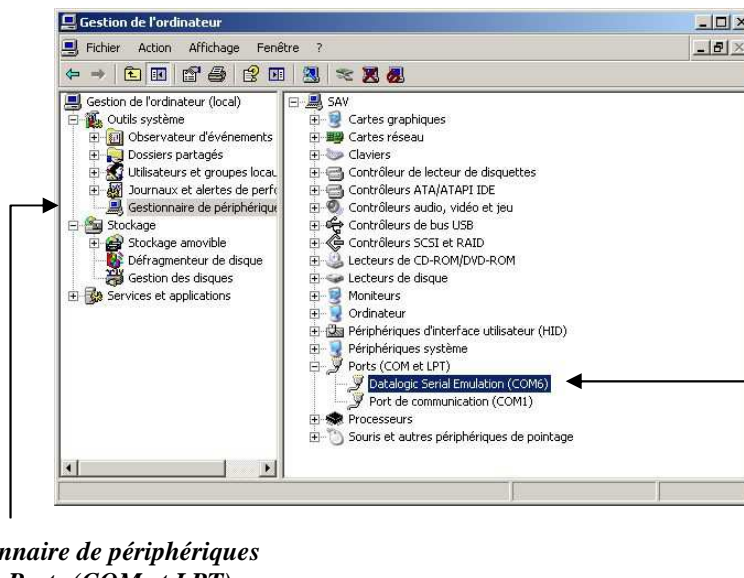 Gestion de l'ordinateur
Fichier Action Affichage Fenêtre ?
Gestion de l'ordinateur (local)
Outils système
Observateur d'événements
Dossiers partagés
Utilisateurs et groupes locau
Journaux et alertes de perfo
Gestionnaire de périphérique
Stockage
Stockage amovible
Défragmenteur de disque
Gestion des disques
Services et applications
SAV
Cartes graphiques
Cartes réseau
Claviers
Contrôleur de lecteur de disquettes
Contrôleurs ATA/ATAPI IDE
Contrôleurs audio, vidéo et jeu
Contrôleurs de bus USB
Contrôleurs SCSI et RAID
Lecteurs de CD-ROM/DVD-ROM
Lecteurs de disque
Moniteurs
Ordinateur
Périphériques d'interface utilisateur (HID)
Périphériques système
Ports (COM et LPT)
Datalogic Serial Emulation (COM6)
Port de communication (COM1)
Processeurs
Souris et autres périphériques de pointage
nnaire de périphériques
Ports (COM et LPT)